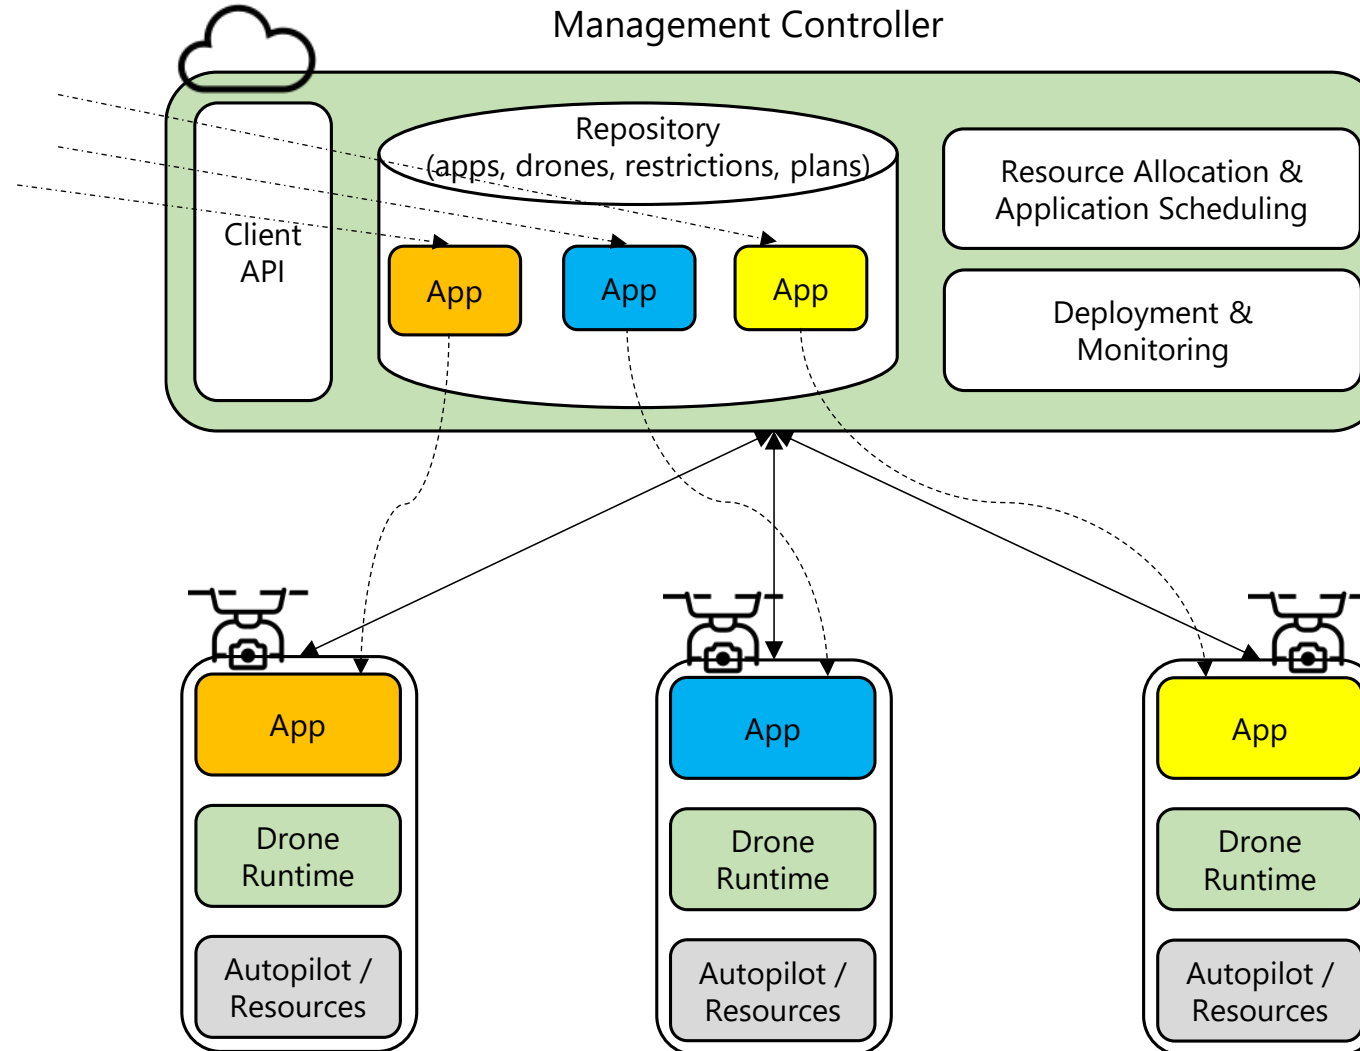 Management Controller
Client
API
Repository
(apps, drones, restrictions, plans)
App
App
App
Resource Allocation &
Application Scheduling
Deployment &
Monitoring
App
Drone
Runtime
Autopilot /
Resources
App
Drone
Runtime
Autopilot /
Resources
App
Drone
Runtime
Autopilot /
Resources